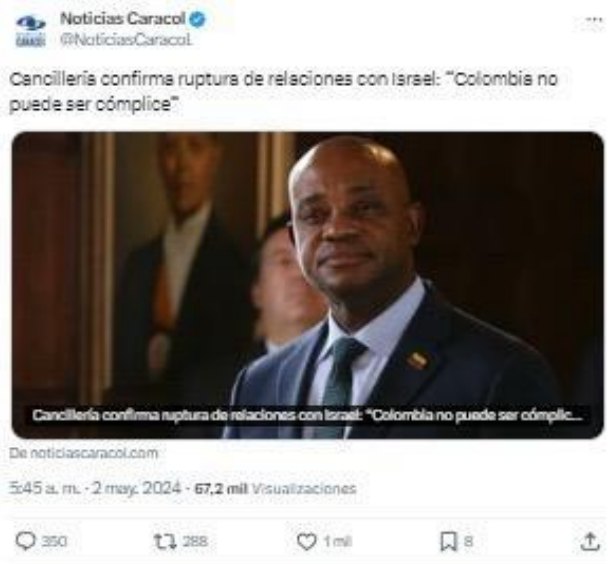 Noticias Caracol
@NoticiasCaracol
Cancillería confirma ruptura de relaciones con Israel: "Colombia no
puede ser cómplice"
Cancillería confirma ruptura de relaciones con Israel: "Colombia no puede ser cómplic...
De noticiascaracol.com
5:45 a. m. · 2 may. 2024 · 67,2 mil Visualizaciones
350 288 1 mil 8